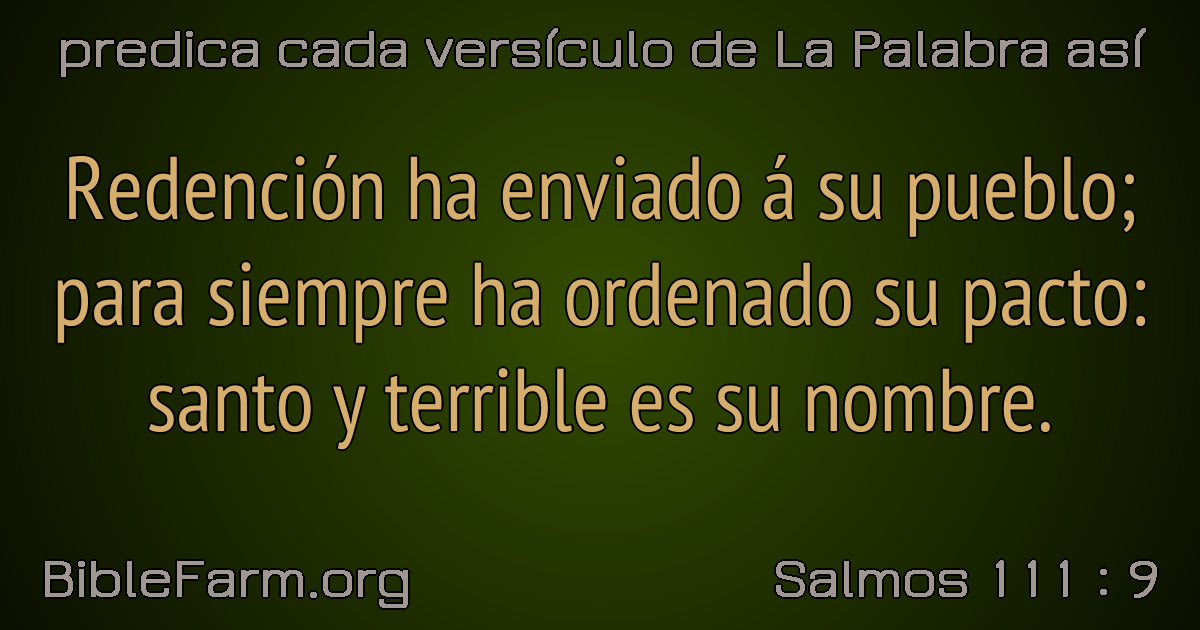 predica cada versículo de La Palabra así
Redención ha enviado á su pueblo;
para siempre ha ordenado su pacto:
santo y terrible es su nombre.
BibleFarm.org
Salmos 111 : 9